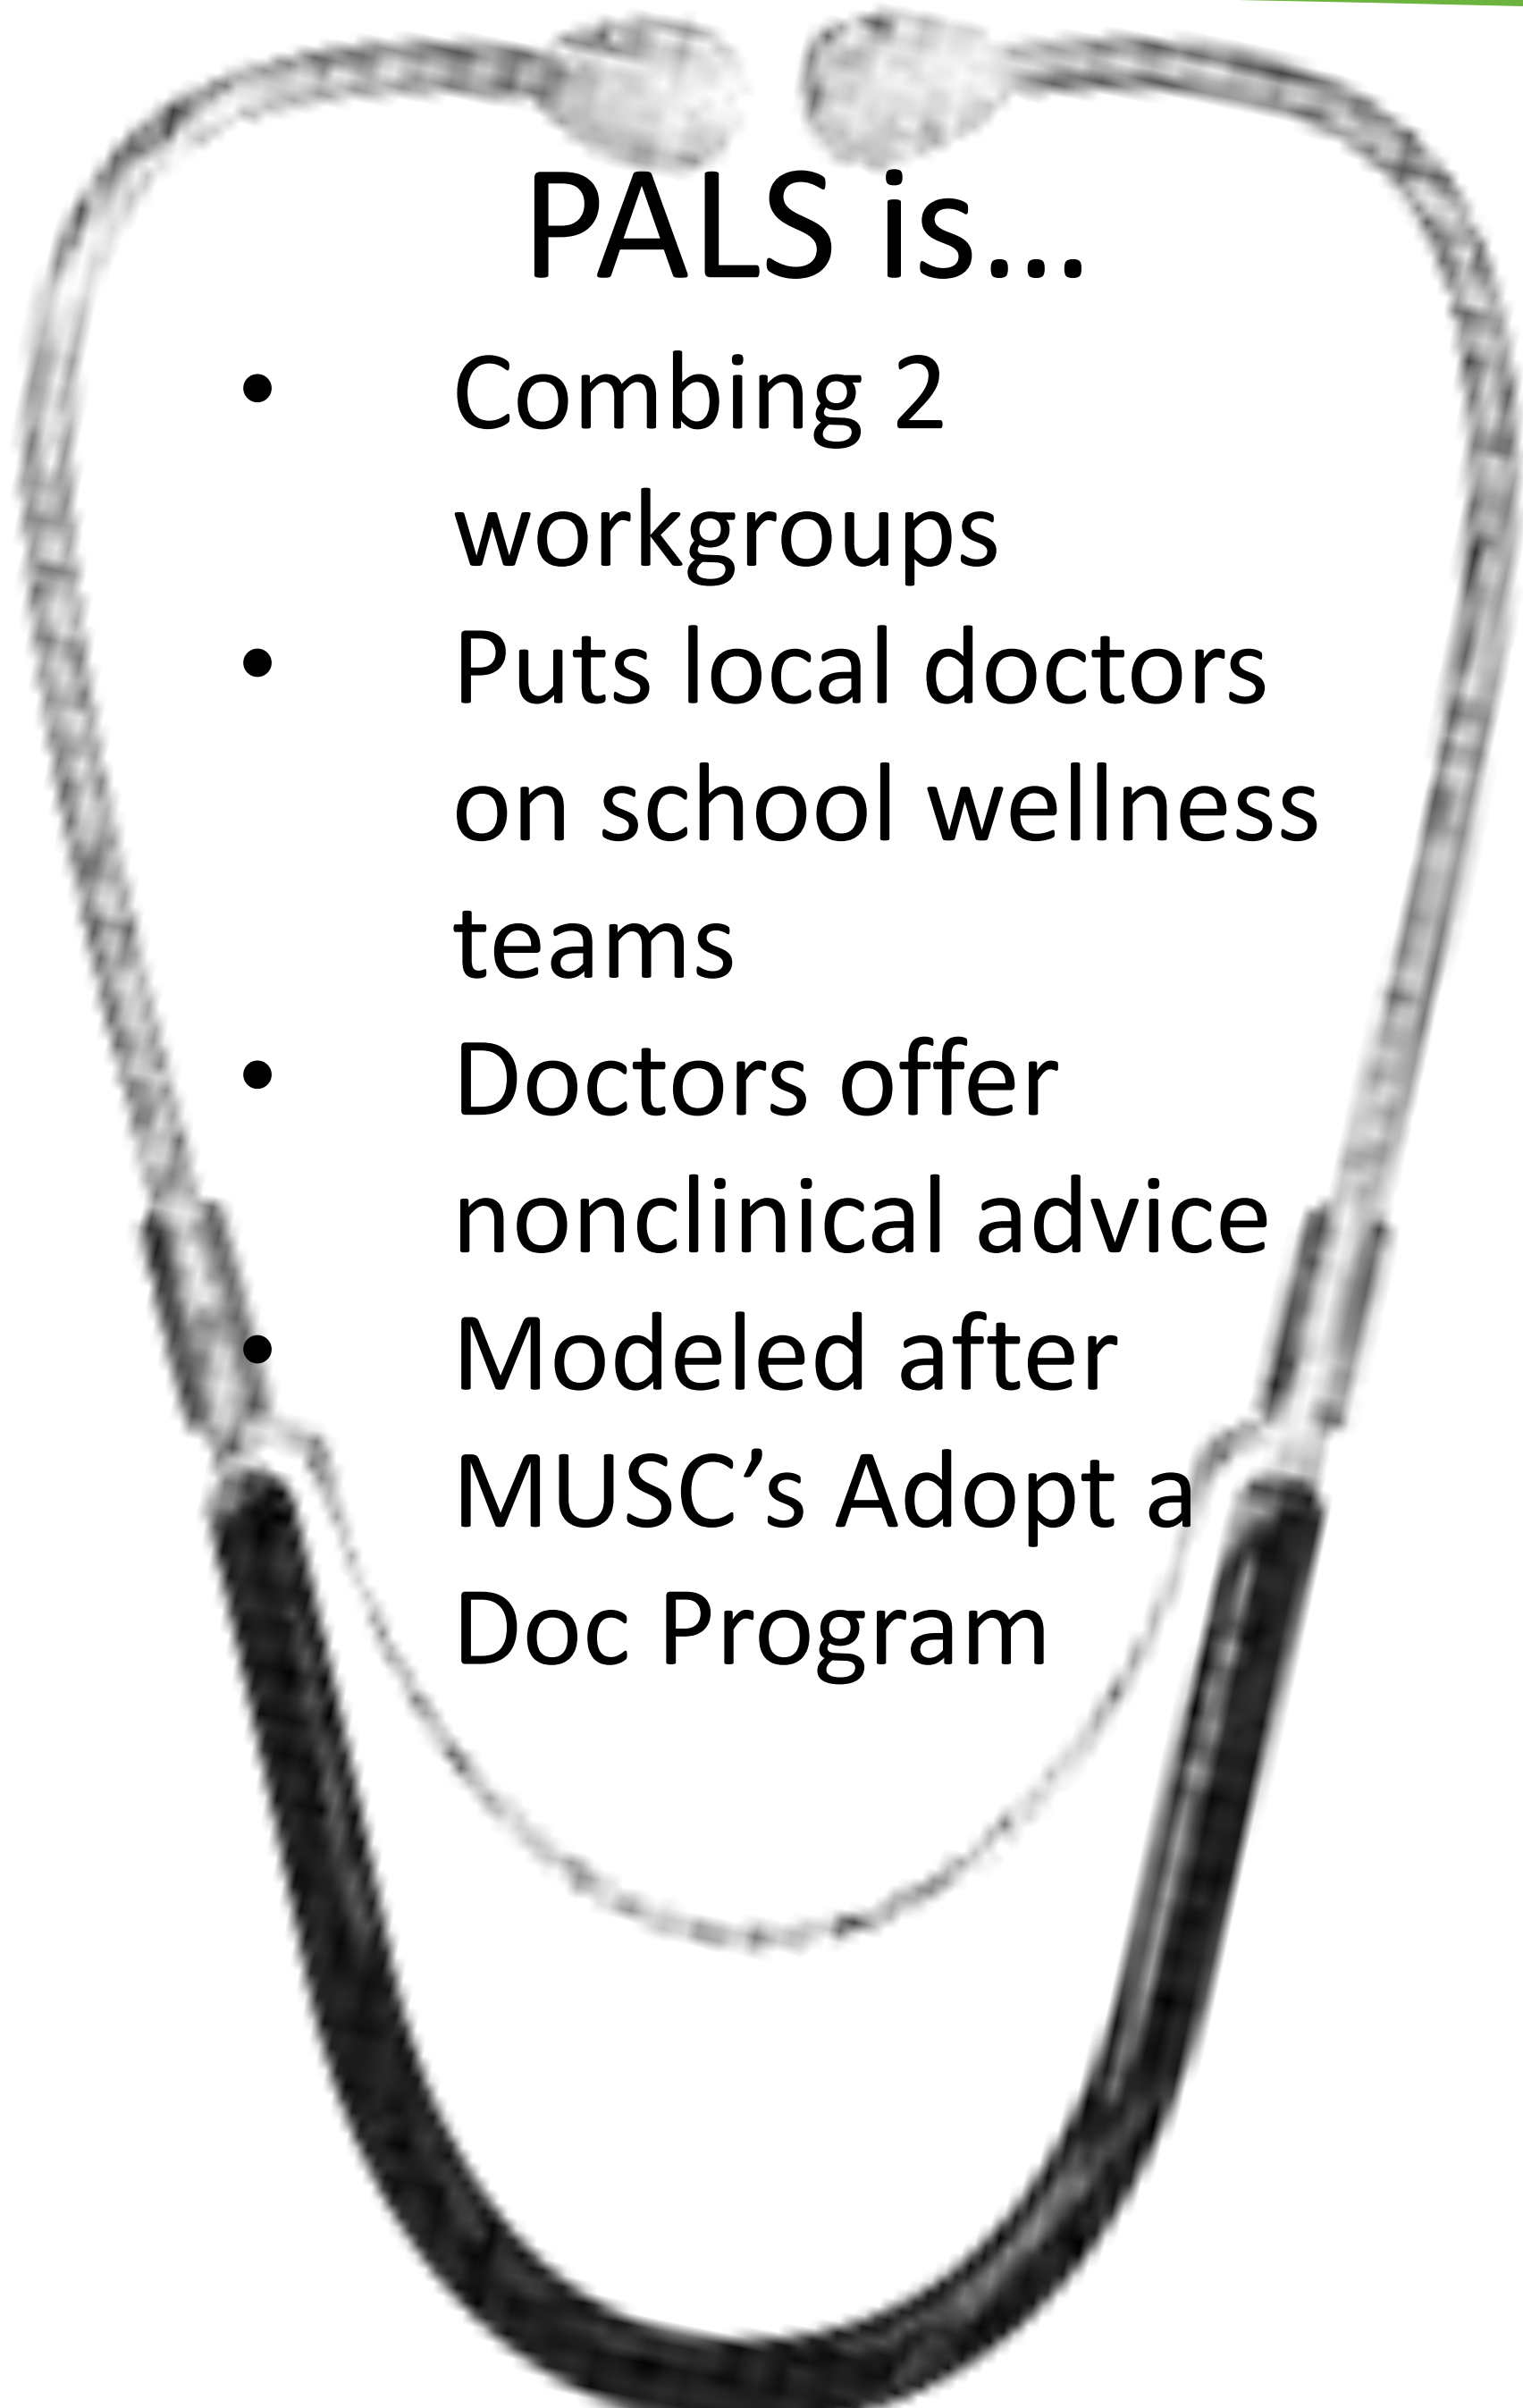 PALS is...
• Combing 2
workgroups
• Puts local doctors
on school wellness
teams
• Doctors offer
nonclinical advice
• Modeled after
MUSC’s Adopt a
Doc Program